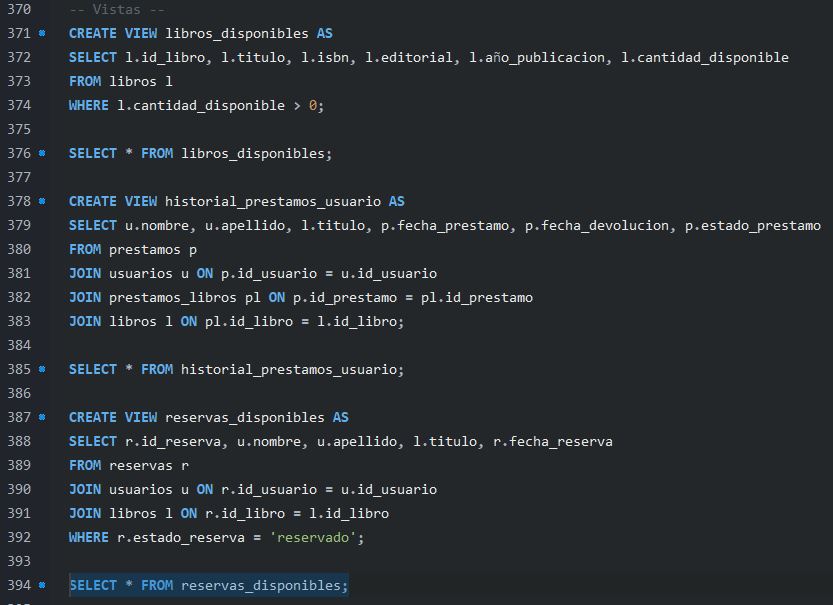 370 -- Vistas --
371 CREATE VIEW libros_disponibles AS
372 SELECT l.id_libro, l.titulo, l.isbn, l.editorial, l.año_publicacion, l.cantidad_disponible
373 FROM libros l
374 WHERE l.cantidad_disponible > 0;
375
376 SELECT * FROM libros_disponibles;
377
378 CREATE VIEW historial_prestamos_usuario AS
379 SELECT u.nombre, u.apellido, l.titulo, p.fecha_prestamo, p.fecha_devolucion, p.estado_prestamo
380 FROM prestamos p
381 JOIN usuarios u ON p.id_usuario = u.id_usuario
382 JOIN prestamos_libros pl ON p.id_prestamo = pl.id_prestamo
383 JOIN libros l ON pl.id_libro = l.id_libro;
384
385 SELECT * FROM historial_prestamos_usuario;
386
387 CREATE VIEW reservas_disponibles AS
388 SELECT r.id_reserva, u.nombre, u.apellido, l.titulo, r.fecha_reserva
389 FROM reservas r
390 JOIN usuarios u ON r.id_usuario = u.id_usuario
391 JOIN libros l ON r.id_libro = l.id_libro
392 WHERE r.estado_reserva = 'reservado';
393
394 SELECT * FROM reservas_disponibles;